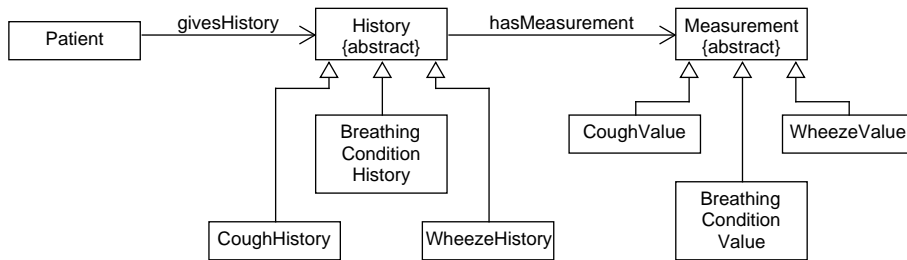 Patient
givesHistory
History
{abstract}
hasMeasurement
Measurement
{abstract}
Breathing
Condition
History
CoughHistory
WheezeHistory
CoughValue
WheezeValue
Breathing
Condition
Value